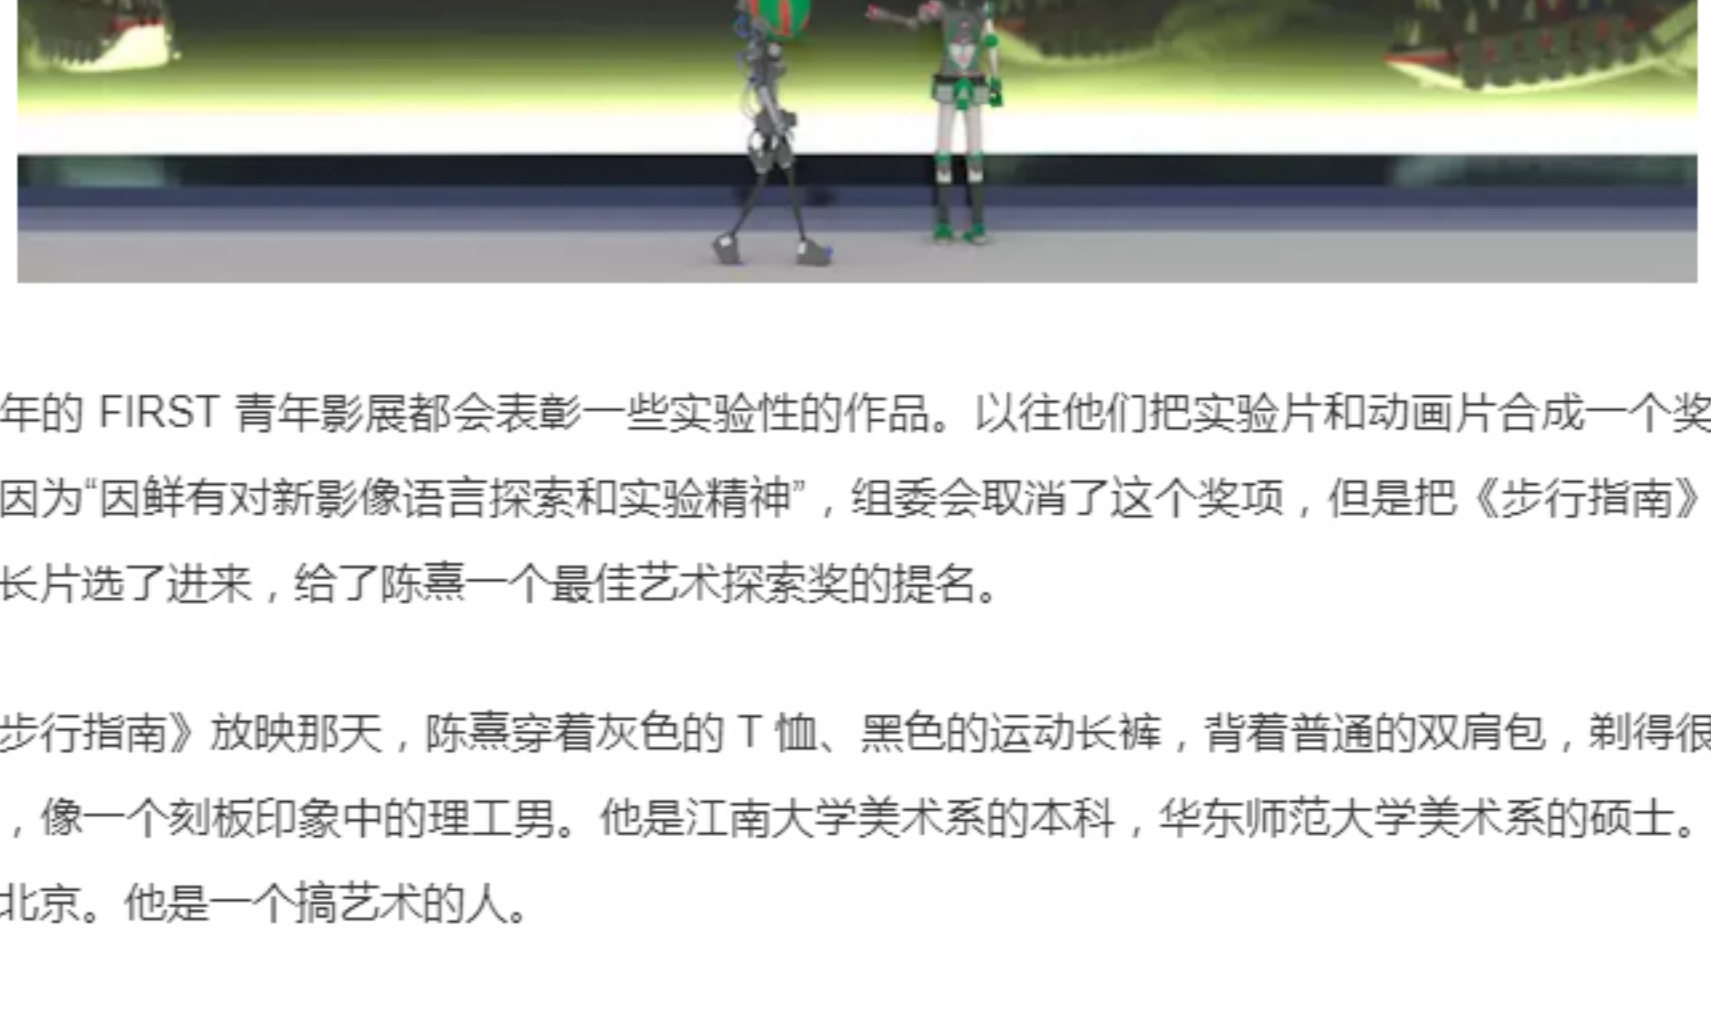 年的 FIRST 青年影展都会表彰一些实验性的作品。以往他们把实验片和动画片合成一个奖
因为“因鲜有对新影像语言探索和实验精神”，组委会取消了这个奖项，但是把《步行指南》
长片选了进来，给了陈熹一个最佳艺术探索奖的提名。
步行指南》放映那天，陈熹穿着灰色的 T 恤、黑色的运动长裤，背着普通的双肩包，剃得很
，像一个刻板印象中的理工男。他是江南大学美术系的本科，华东师范大学美术系的硕士。
北京。他是一个搞艺术的人。